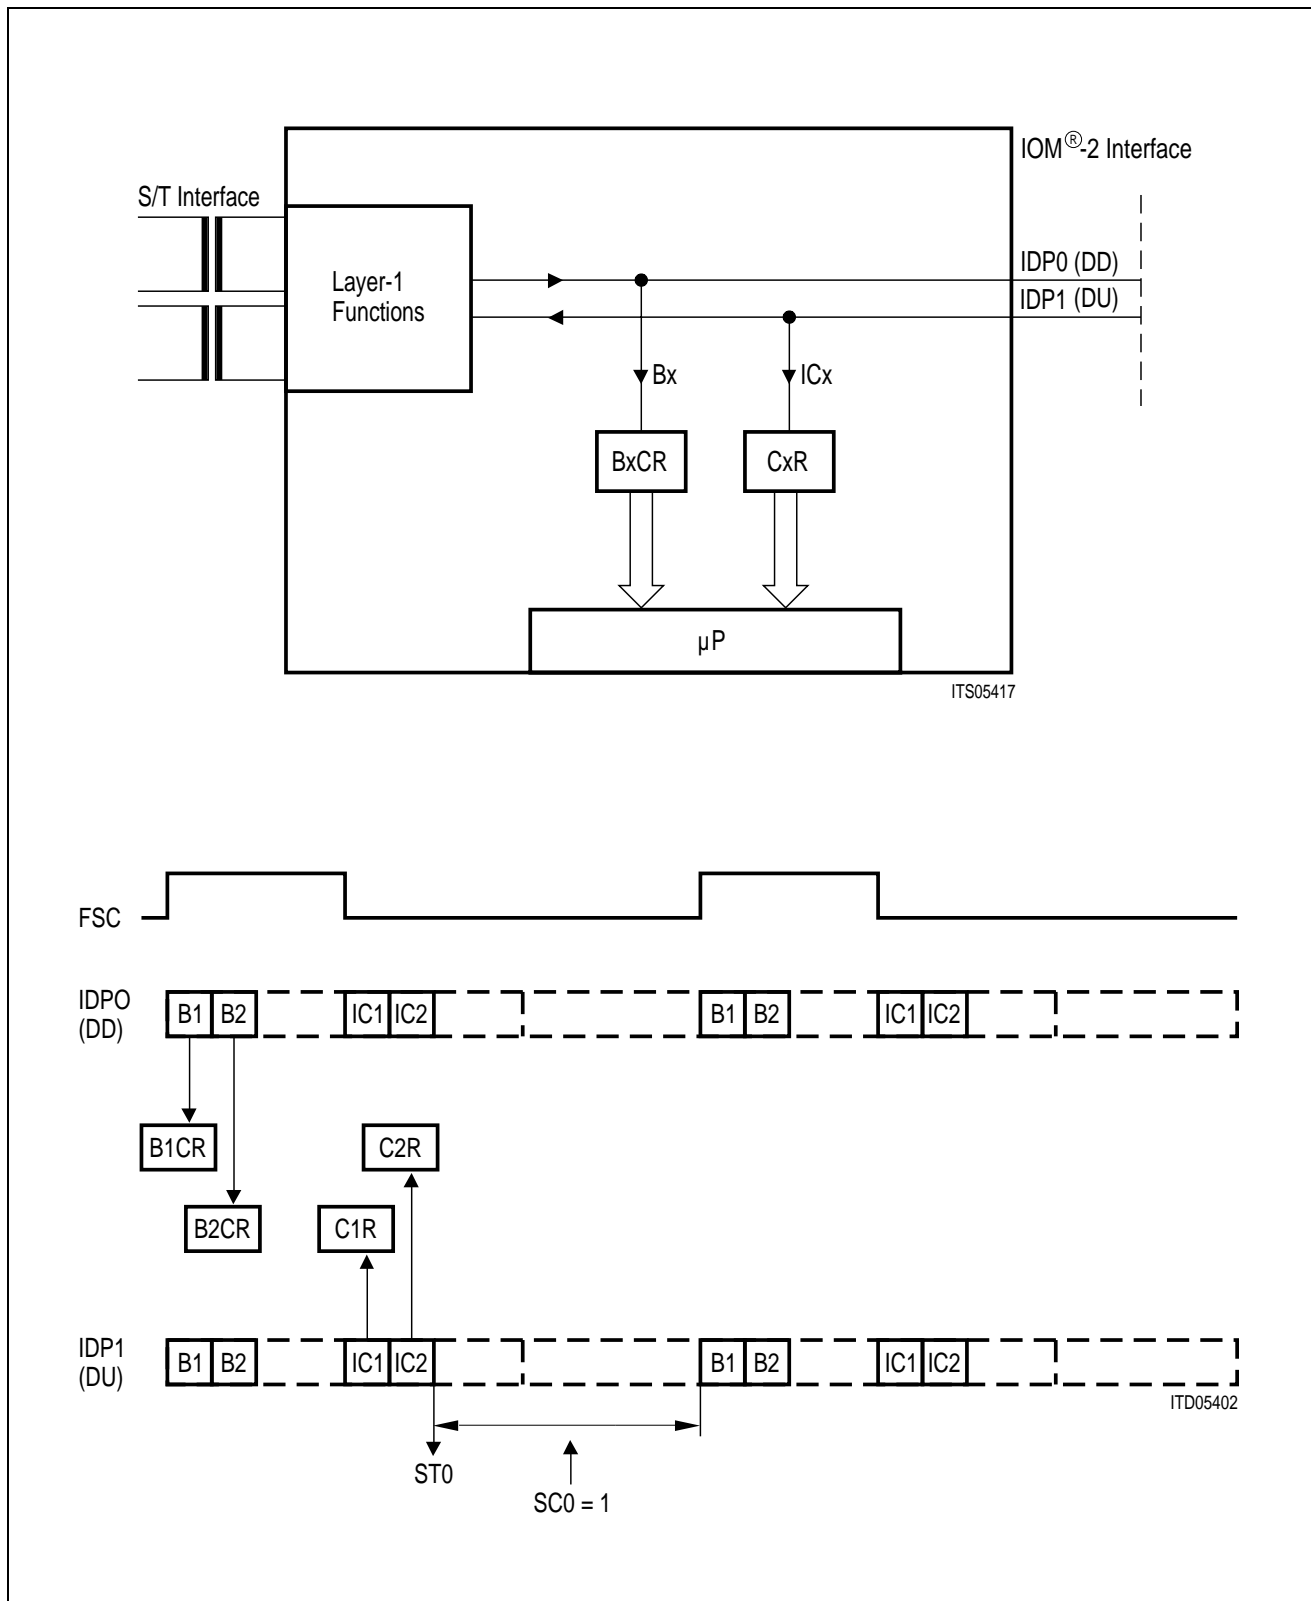 IOM®-2 Interface
S/T Interface
Layer-1
Functions
IDP0 (DD)
IDP1 (DU)
Bx
ICx
BxCR
CxR
µP
ITS05417
FSC
IDPO
(DD)
B1 B2 IC1 IC2 B1 B2 IC1 IC2
B1CR
C2R
B2CR
C1R
IDP1
(DU)
B1 B2 IC1 IC2 B1 B2 IC1 IC2
ITD05402
ST0
SC0 = 1